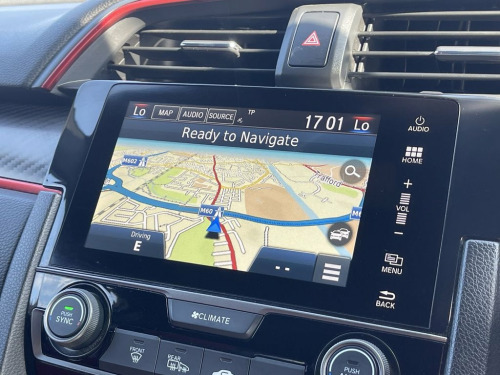 Lo MAP AUDIO SOURCE TP 17 01 Lo
Ready to Navigate
M602
Trafford
M60
M6
Driving
E
- -
AUDIO
HOME
+
VOL
−
MENU
BACK
CLIMATE
PUSH
SYNC
FRONT
REAR
PUSH